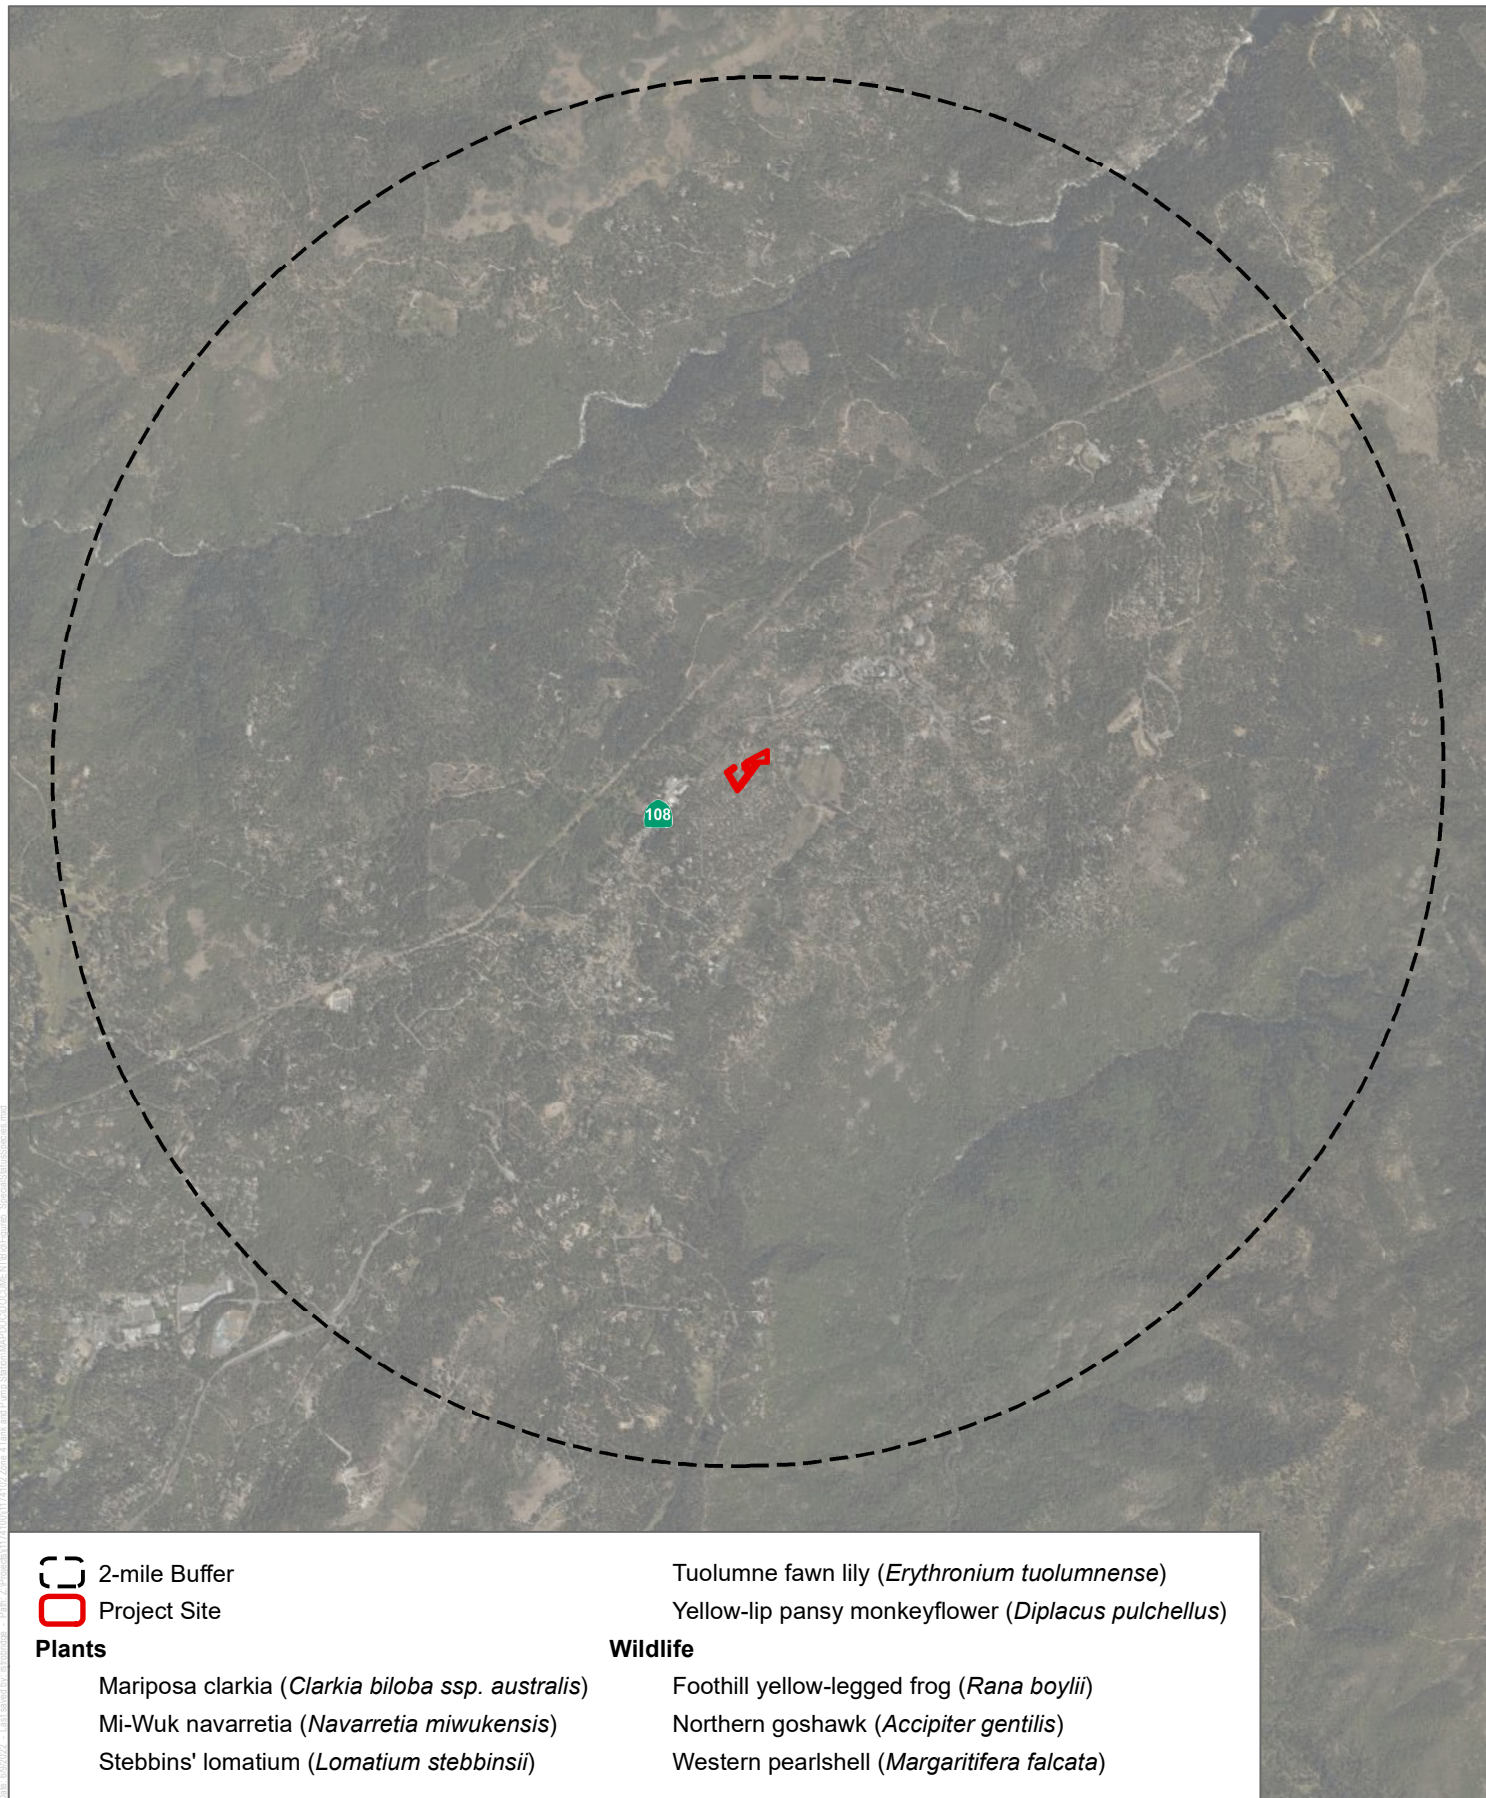 108
2-mile Buffer
Project Site
Plants
Mariposa clarkia (Clarkia biloba ssp. australis)
Mi-Wuk navarretia (Navarretia miwukensis)
Stebbins' lomatium (Lomatium stebbinsii)
Tuolumne fawn lily (Erythronium tuolumnense)
Yellow-lip pansy monkeyflower (Diplacus pulchellus)
Wildlife
Foothill yellow-legged frog (Rana boylii)
Northern goshawk (Accipiter gentilis)
Western pearlshell (Margaritifera falcata)